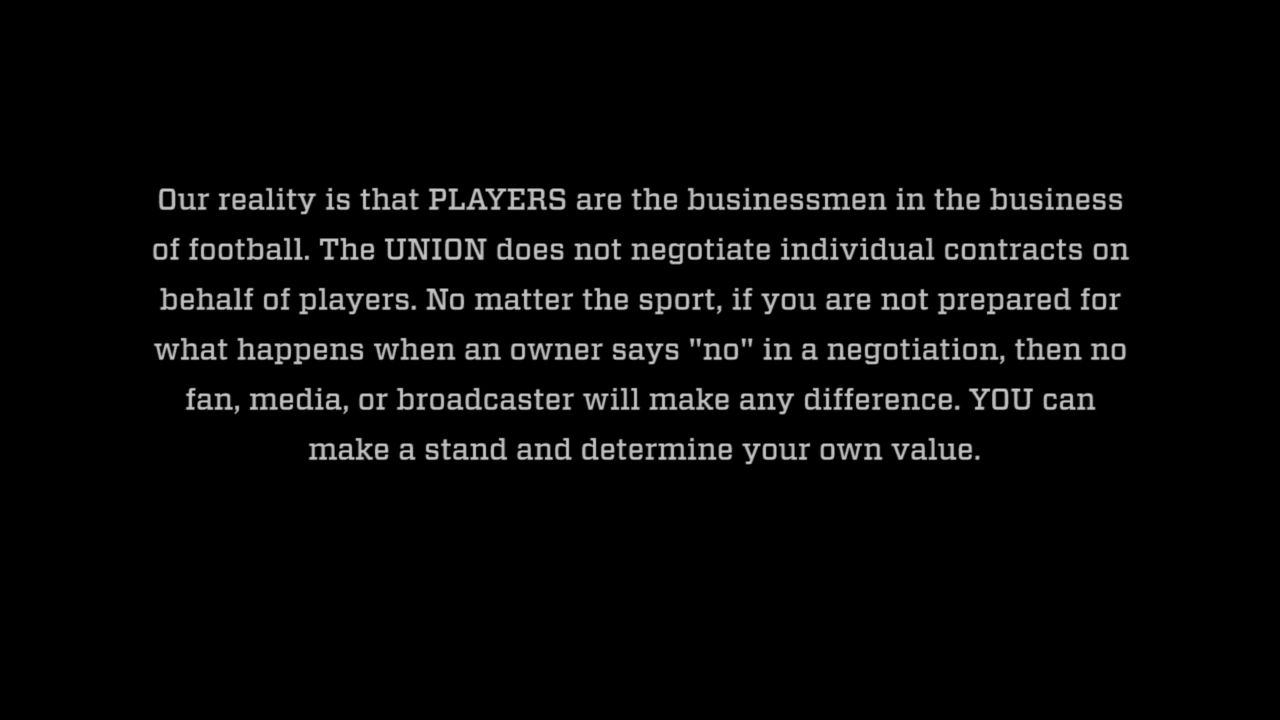 Our reality is that PLAYERS are the businessmen in the business
of football. The UNION does not negotiate individual contracts on
behalf of players. No matter the sport, if you are not prepared for
what happens when an owner says "no" in a negotiation, then no
fan, media, or broadcaster will make any difference. YOU can
make a stand and determine your own value.